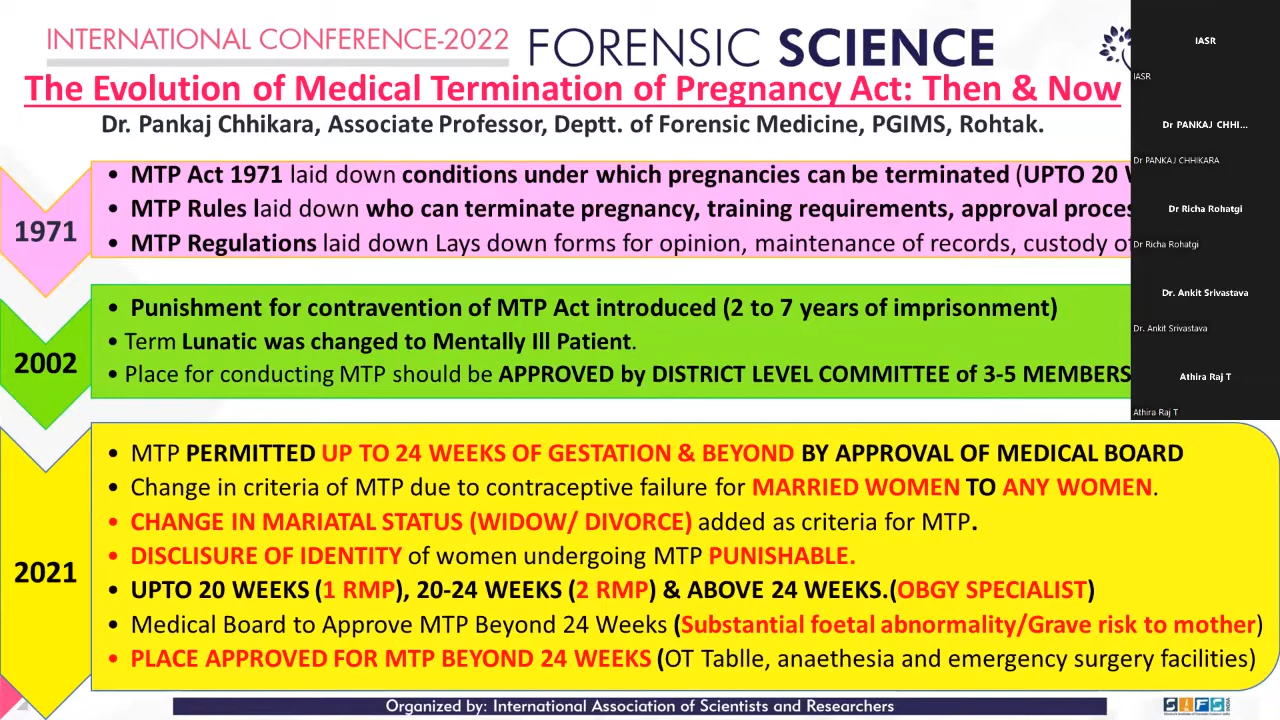 INTERNATIONAL CONFERENCE-2022 FORENSIC SCIENCE
The Evolution of Medical Termination of Pregnancy Act: Then & Now
Dr. Pankaj Chhikara, Associate Professor, Deptt. of Forensic Medicine, PGIMS, Rohtak.
1971
• MTP Act 1971 laid down conditions under which pregnancies can be terminated (UPTO 20
• MTP Rules laid down who can terminate pregnancy, training requirements, approval proces
• MTP Regulations laid down Lays down forms for opinion, maintenance of records, custody of
2002
• Punishment for contravention of MTP Act introduced (2 to 7 years of imprisonment)
• Term Lunatic was changed to Mentally Ill Patient.
• Place for conducting MTP should be APPROVED by DISTRICT LEVEL COMMITTEE of 3-5 MEMBERS
2021
• MTP PERMITTED UP TO 24 WEEKS OF GESTATION & BEYOND BY APPROVAL OF MEDICAL BOARD
• Change in criteria of MTP due to contraceptive failure for MARRIED WOMEN TO ANY WOMEN.
• CHANGE IN MARIATAL STATUS (WIDOW/ DIVORCE) added as criteria for MTP.
• DISCLISURE OF IDENTITY of women undergoing MTP PUNISHABLE.
• UPTO 20 WEEKS (1 RMP), 20-24 WEEKS (2 RMP) & ABOVE 24 WEEKS.(OBGY SPECIALIST)
• Medical Board to Approve MTP Beyond 24 Weeks (Substantial foetal abnormality/Grave risk to mother)
• PLACE APPROVED FOR MTP BEYOND 24 WEEKS (OT Tablle, anaethesia and emergency surgery facilities)
Organized by: International Association of Scientists and Researchers
SIFS INDIA
IASR
IASR
Dr PANKAJ CHHI...
Dr PANKAJ CHHIKARA
Dr Richa Rohatgi
Dr Richa Rohatgi
Dr. Ankit Srivastava
Dr. Ankit Srivastava
Athira Raj T
Athira Raj T